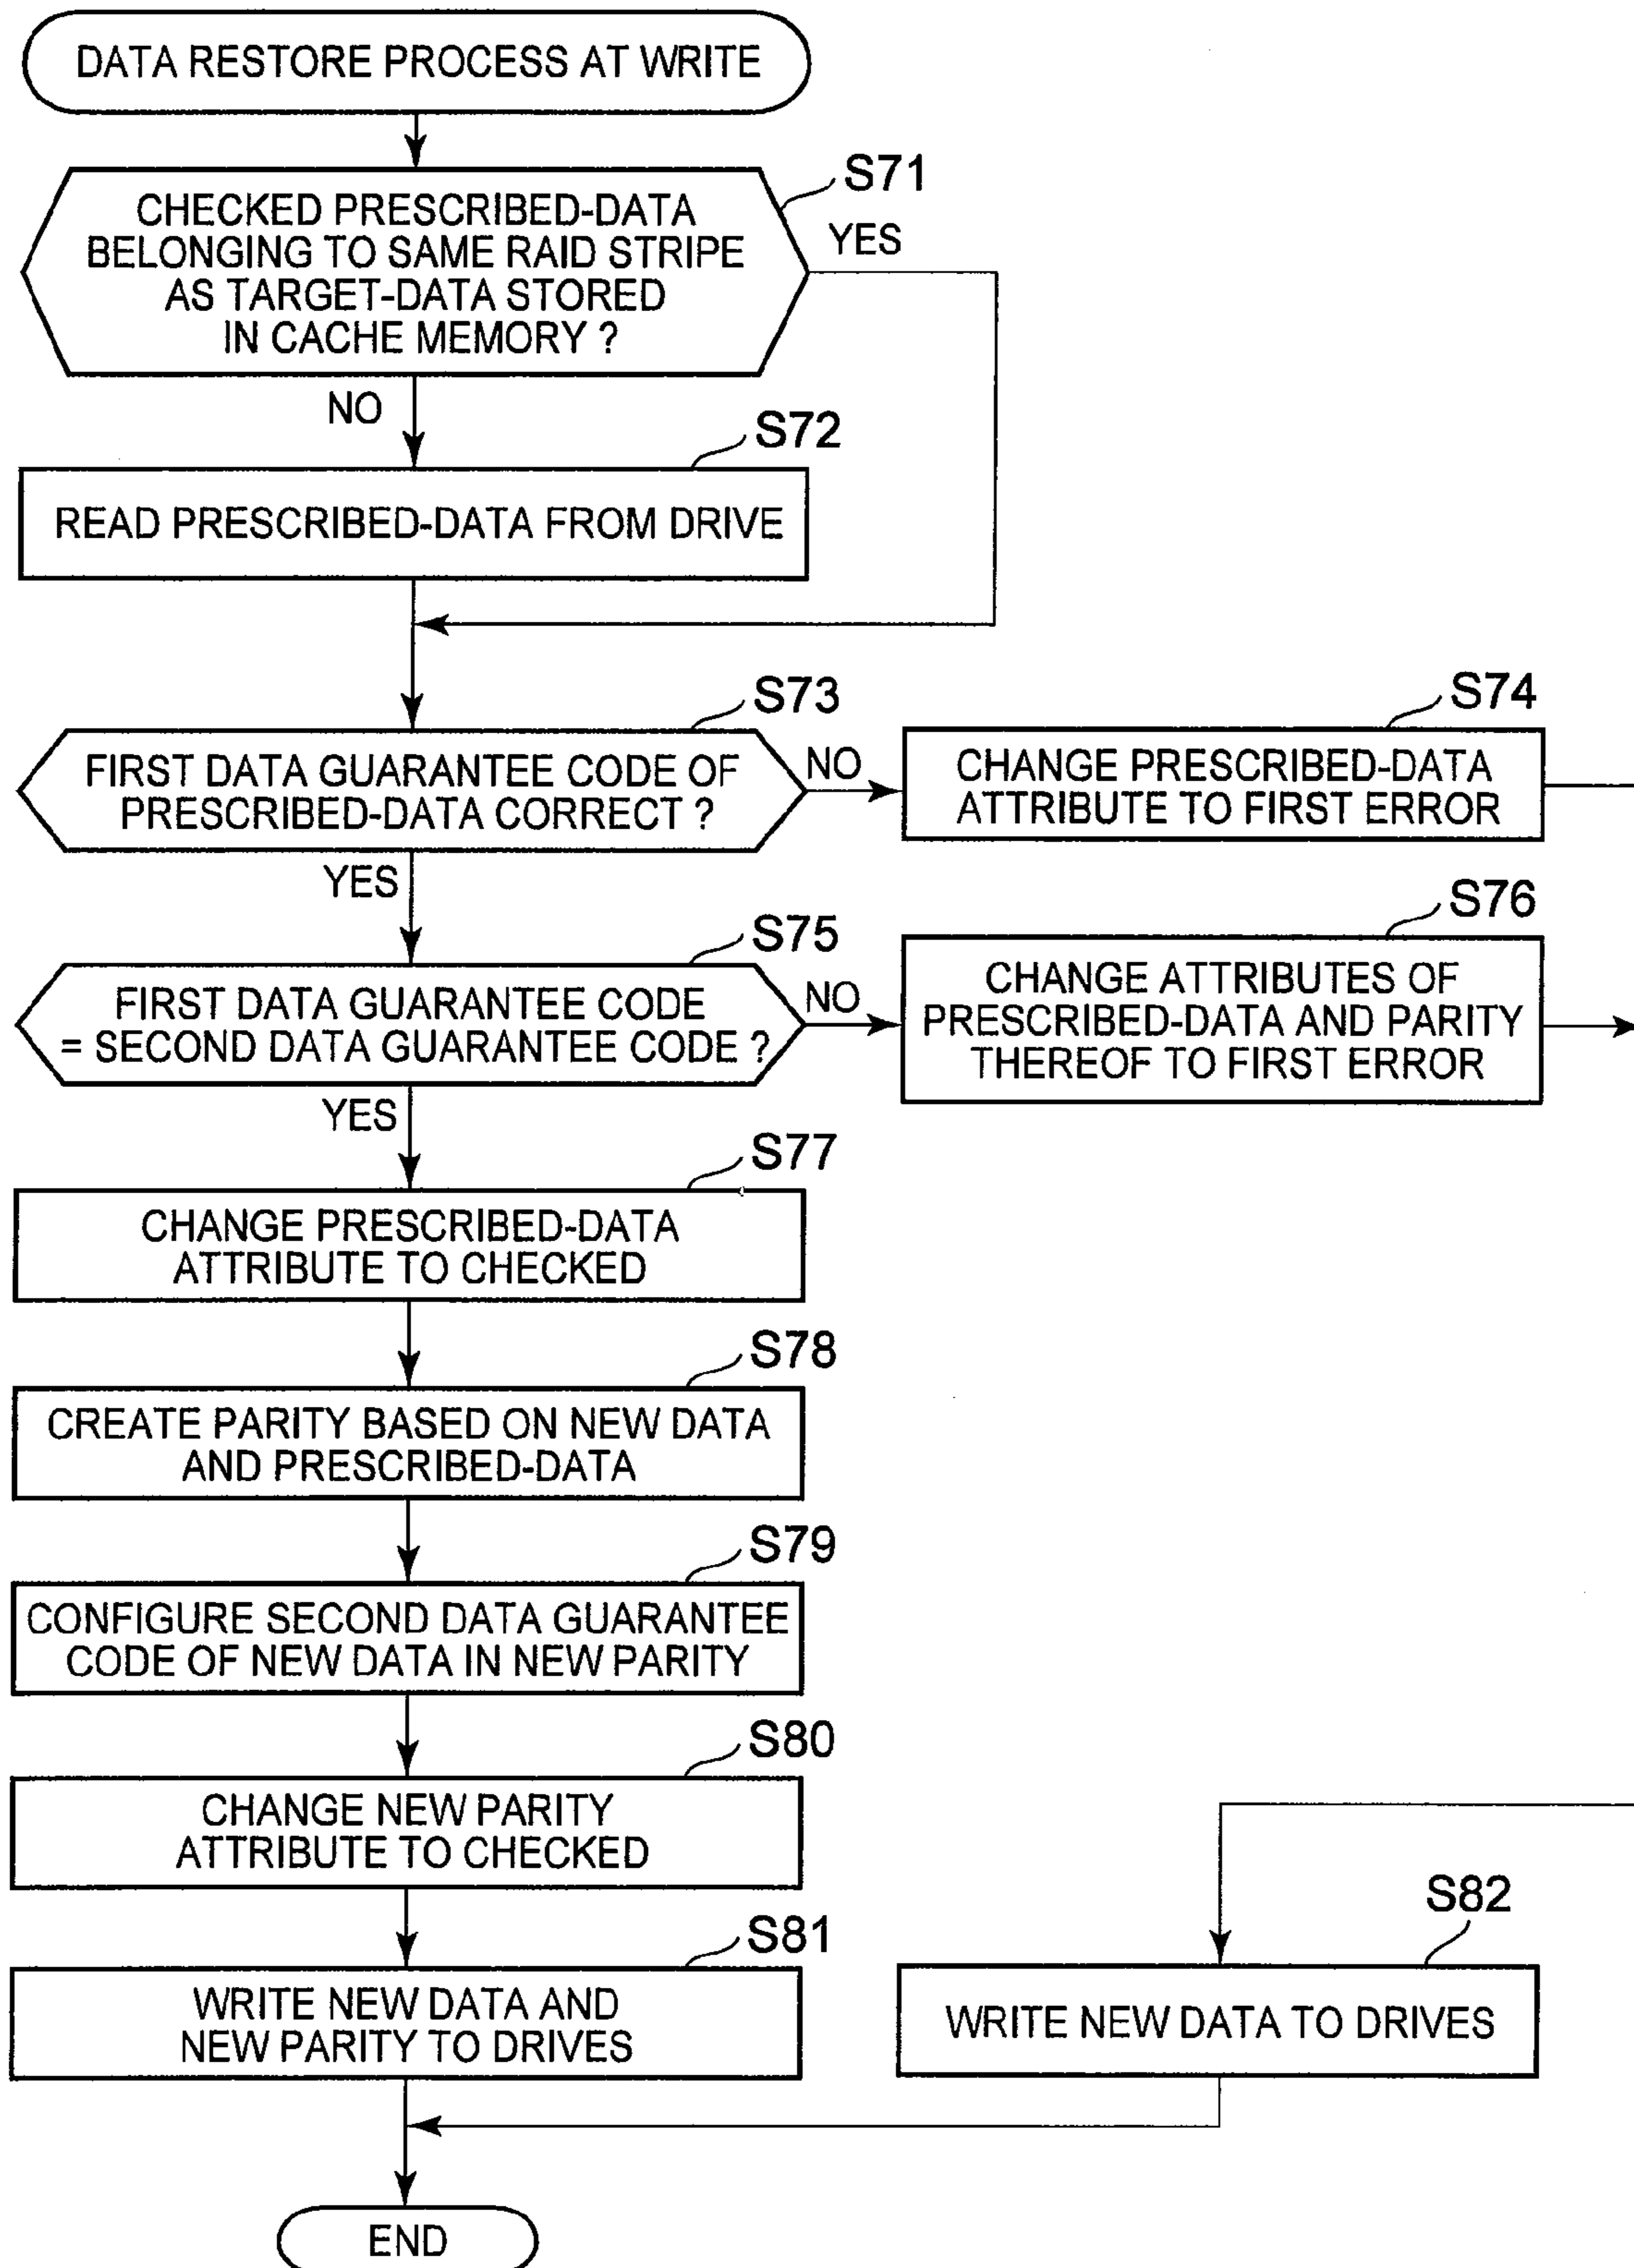 DATA RESTORE PROCESS AT WRITE
S71
CHECKED PRESCRIBED-DATA
BELONGING TO SAME RAID STRIPE
AS TARGET-DATA STORED
IN CACHE MEMORY ?
YES
NO
S72
READ PRESCRIBED-DATA FROM DRIVE
S73
FIRST DATA GUARANTEE CODE OF
PRESCRIBED-DATA CORRECT ?
NO
S74
CHANGE PRESCRIBED-DATA
ATTRIBUTE TO FIRST ERROR
YES
S75
FIRST DATA GUARANTEE CODE
= SECOND DATA GUARANTEE CODE ?
NO
S76
CHANGE ATTRIBUTES OF
PRESCRIBED-DATA AND PARITY
THEREOF TO FIRST ERROR
YES
S77
CHANGE PRESCRIBED-DATA
ATTRIBUTE TO CHECKED
S78
CREATE PARITY BASED ON NEW DATA
AND PRESCRIBED-DATA
S79
CONFIGURE SECOND DATA GUARANTEE
CODE OF NEW DATA IN NEW PARITY
S80
CHANGE NEW PARITY
ATTRIBUTE TO CHECKED
S81
WRITE NEW DATA AND
NEW PARITY TO DRIVES
S82
WRITE NEW DATA TO DRIVES
END